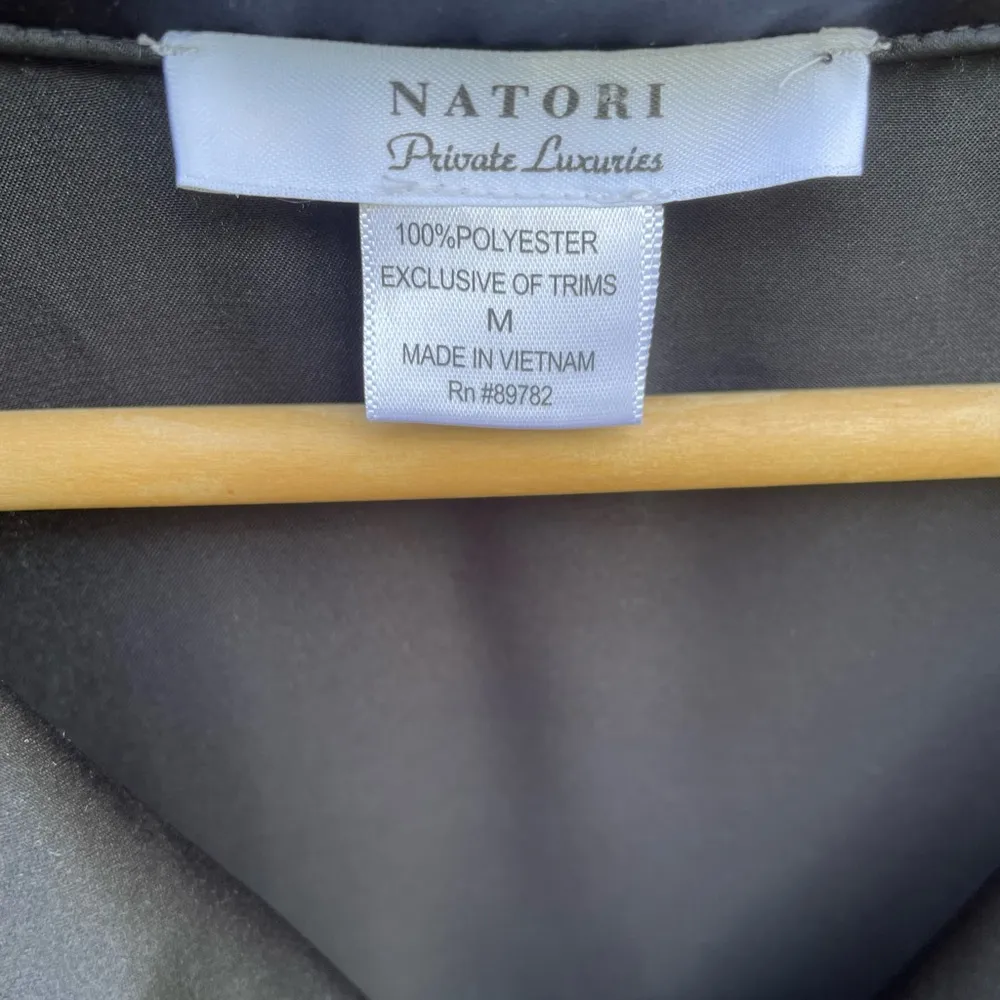 NATORI
Private Luxuries
100%POLYESTER
EXCLUSIVE OF TRIMS
M
MADE IN VIETNAM
Rn #89782